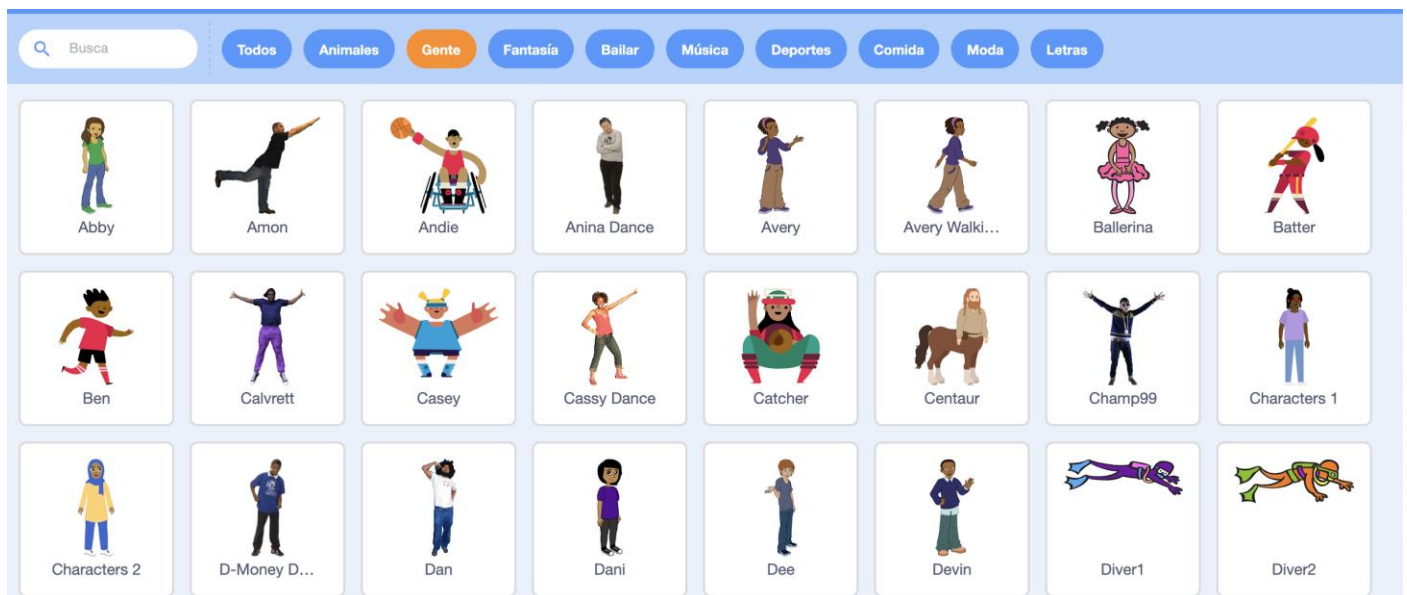 Busca
Todos Animales Gente Fantasía Bailar Música Deportes Comida Moda Letras
Abby Amon Andie Anina Dance Avery Avery Walki... Ballerina Batter
Ben Calvrett Casey Cassy Dance Catcher Centaur Champ99 Characters 1
Characters 2 D-Money D... Dan Dani Dee Devin Diver1 Diver2